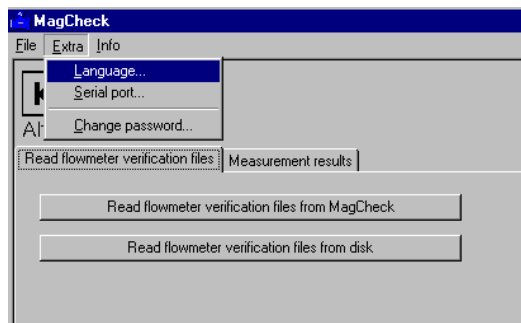 MagCheck
File Extra Info
Language...
Serial port...
Change password...
Read flowmeter verification files Measurement results
Read flowmeter verification files from MagCheck
Read flowmeter verification files from disk